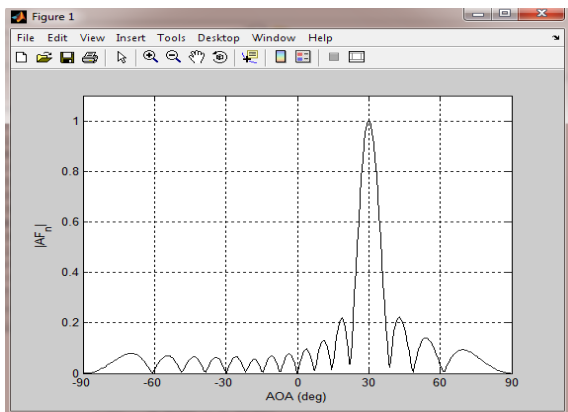 Figure 1
File Edit View Insert Tools Desktop Window Help
1
0.8
0.6
0.4
0.2
0
|AFn|
-90 -60 -30 0 30 60 90
AOA (deg)